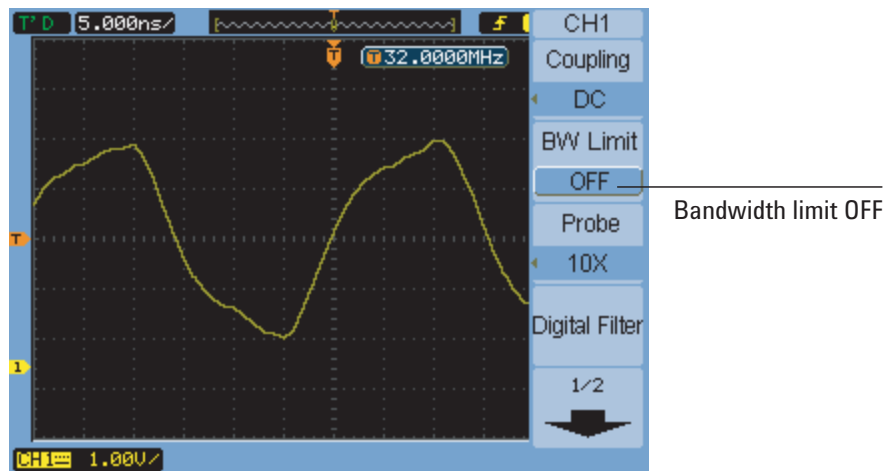 T'D 5.000ns/ T f CH1
T T 32.0000MHz Coupling
DC
BW Limit
OFF Bandwidth limit OFF
Probe
T 10X
Digital Filter
1 1/2
CH1 1.00V/